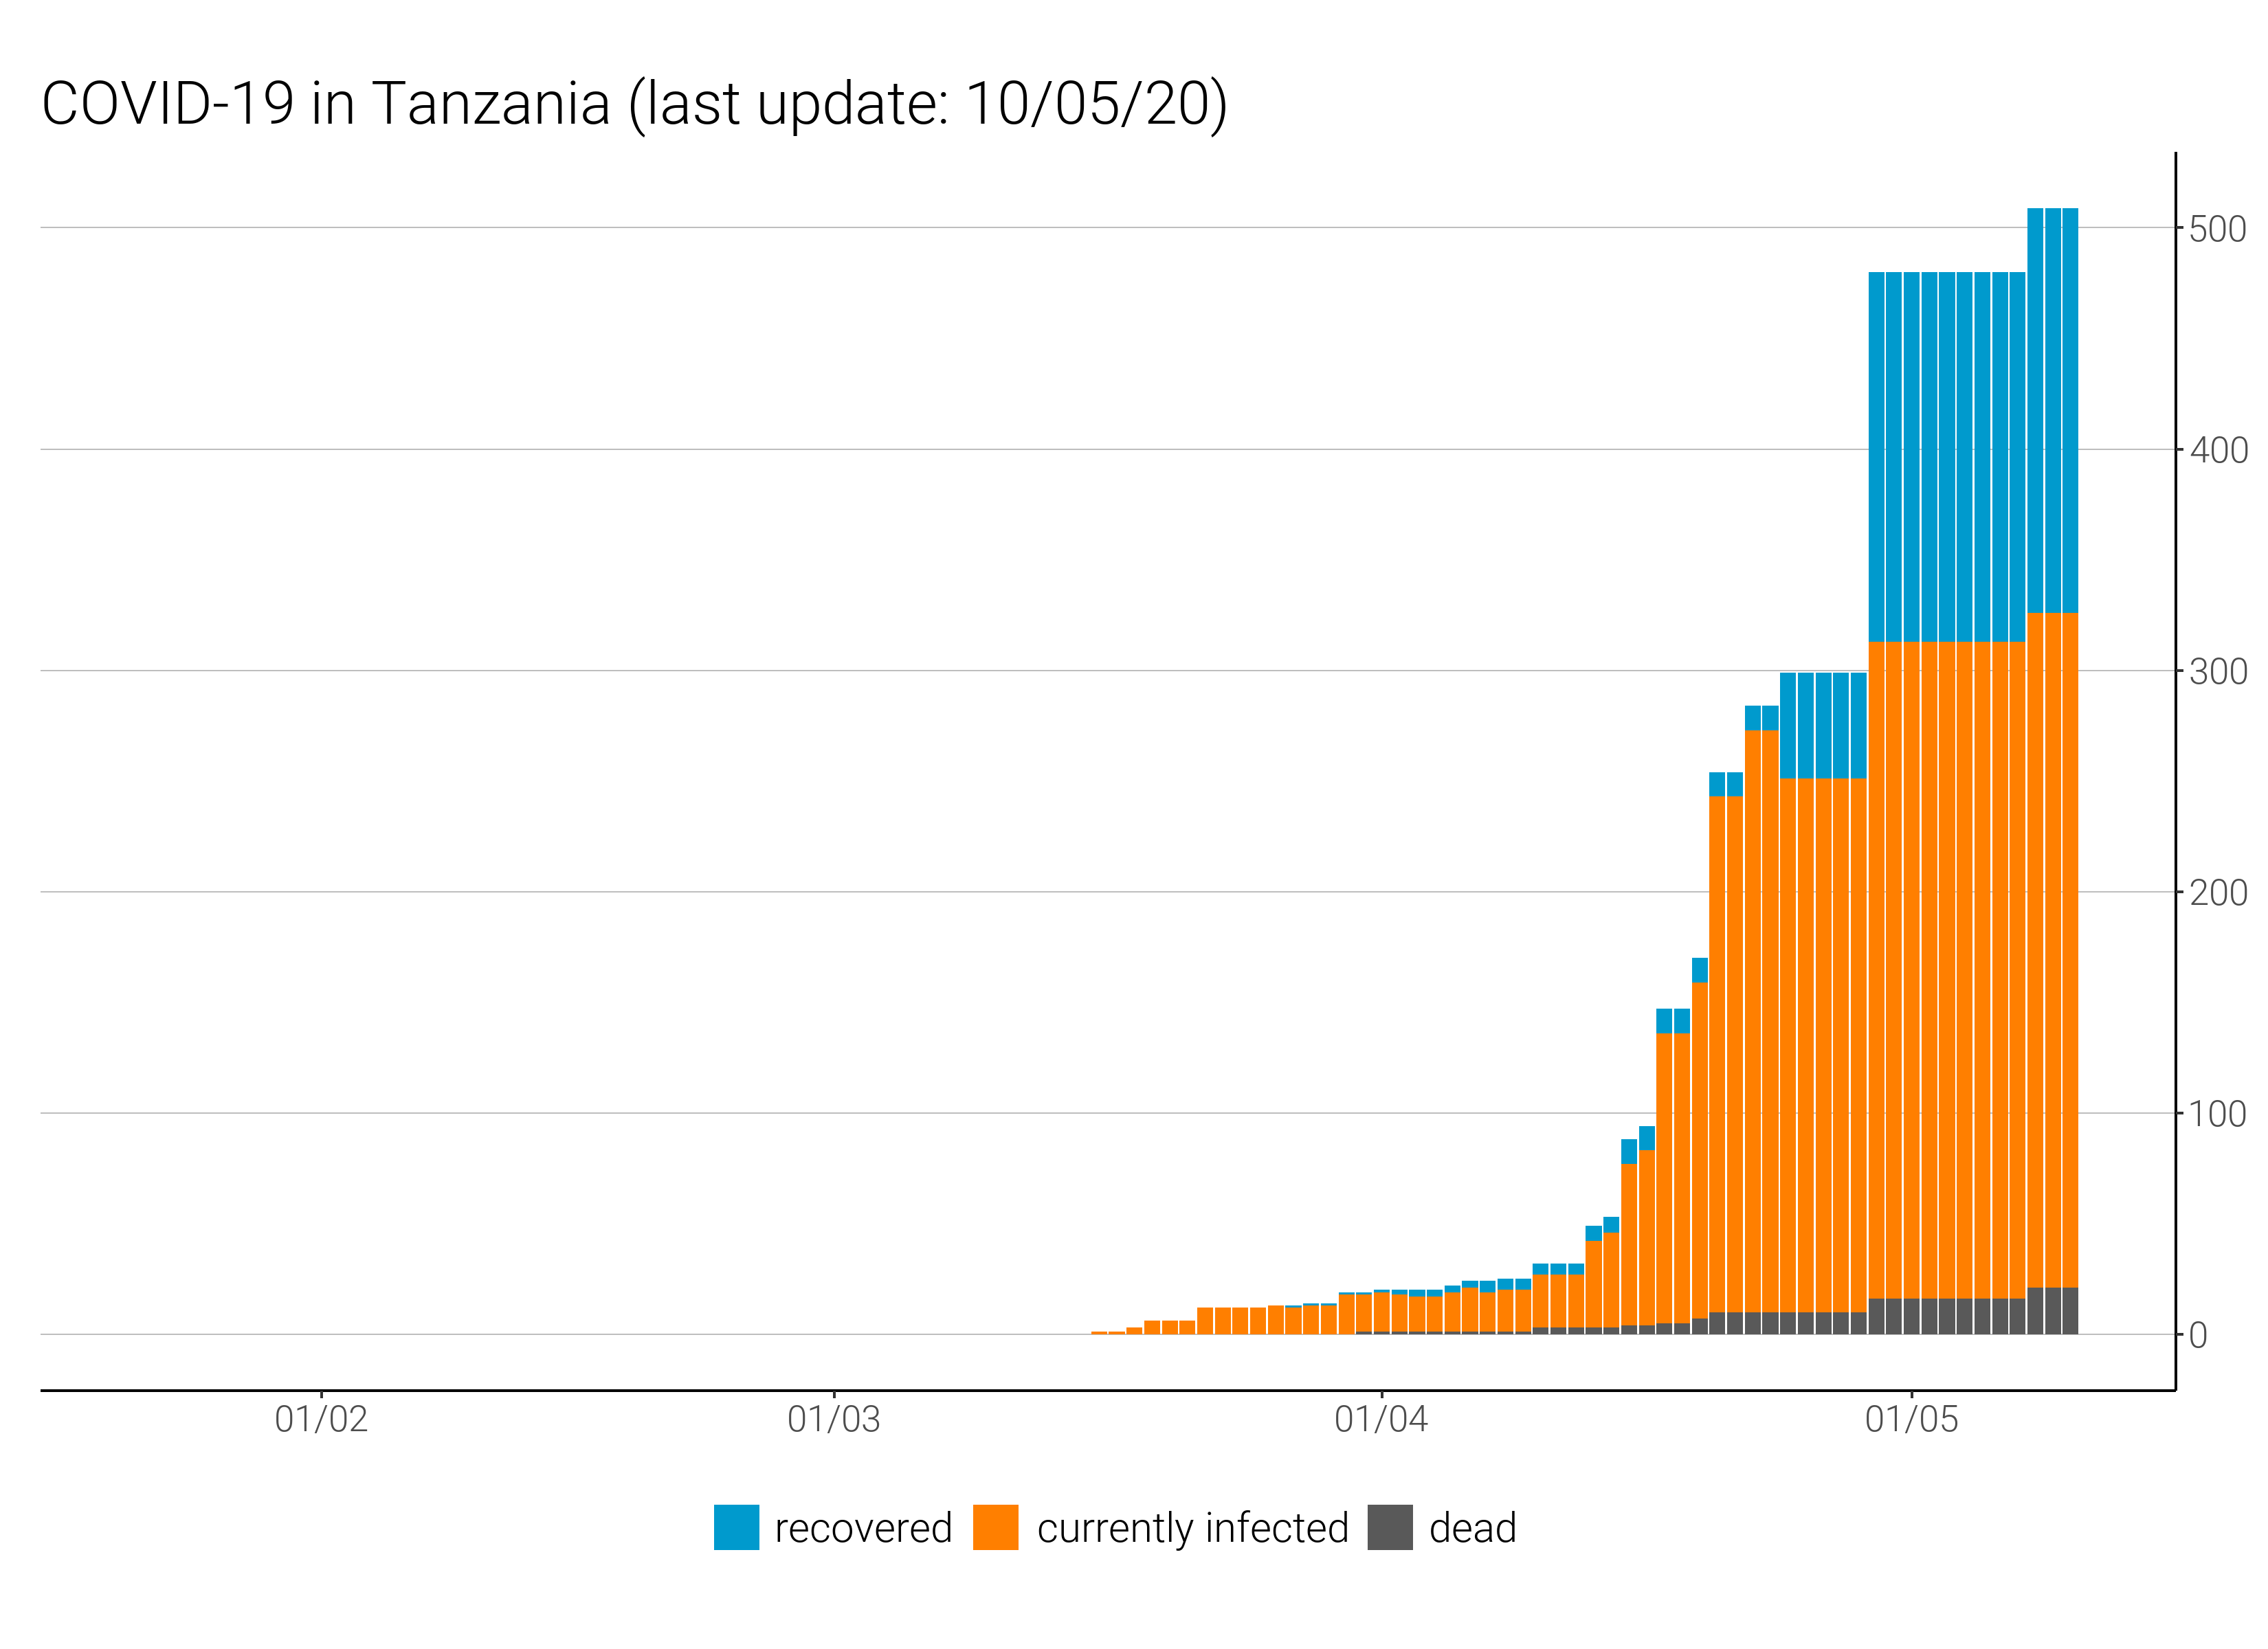 COVID-19 in Tanzania (last update: 10/05/20)
500
400
300
200
100
0
01/02 01/03 01/04 01/05
recovered currently infected dead